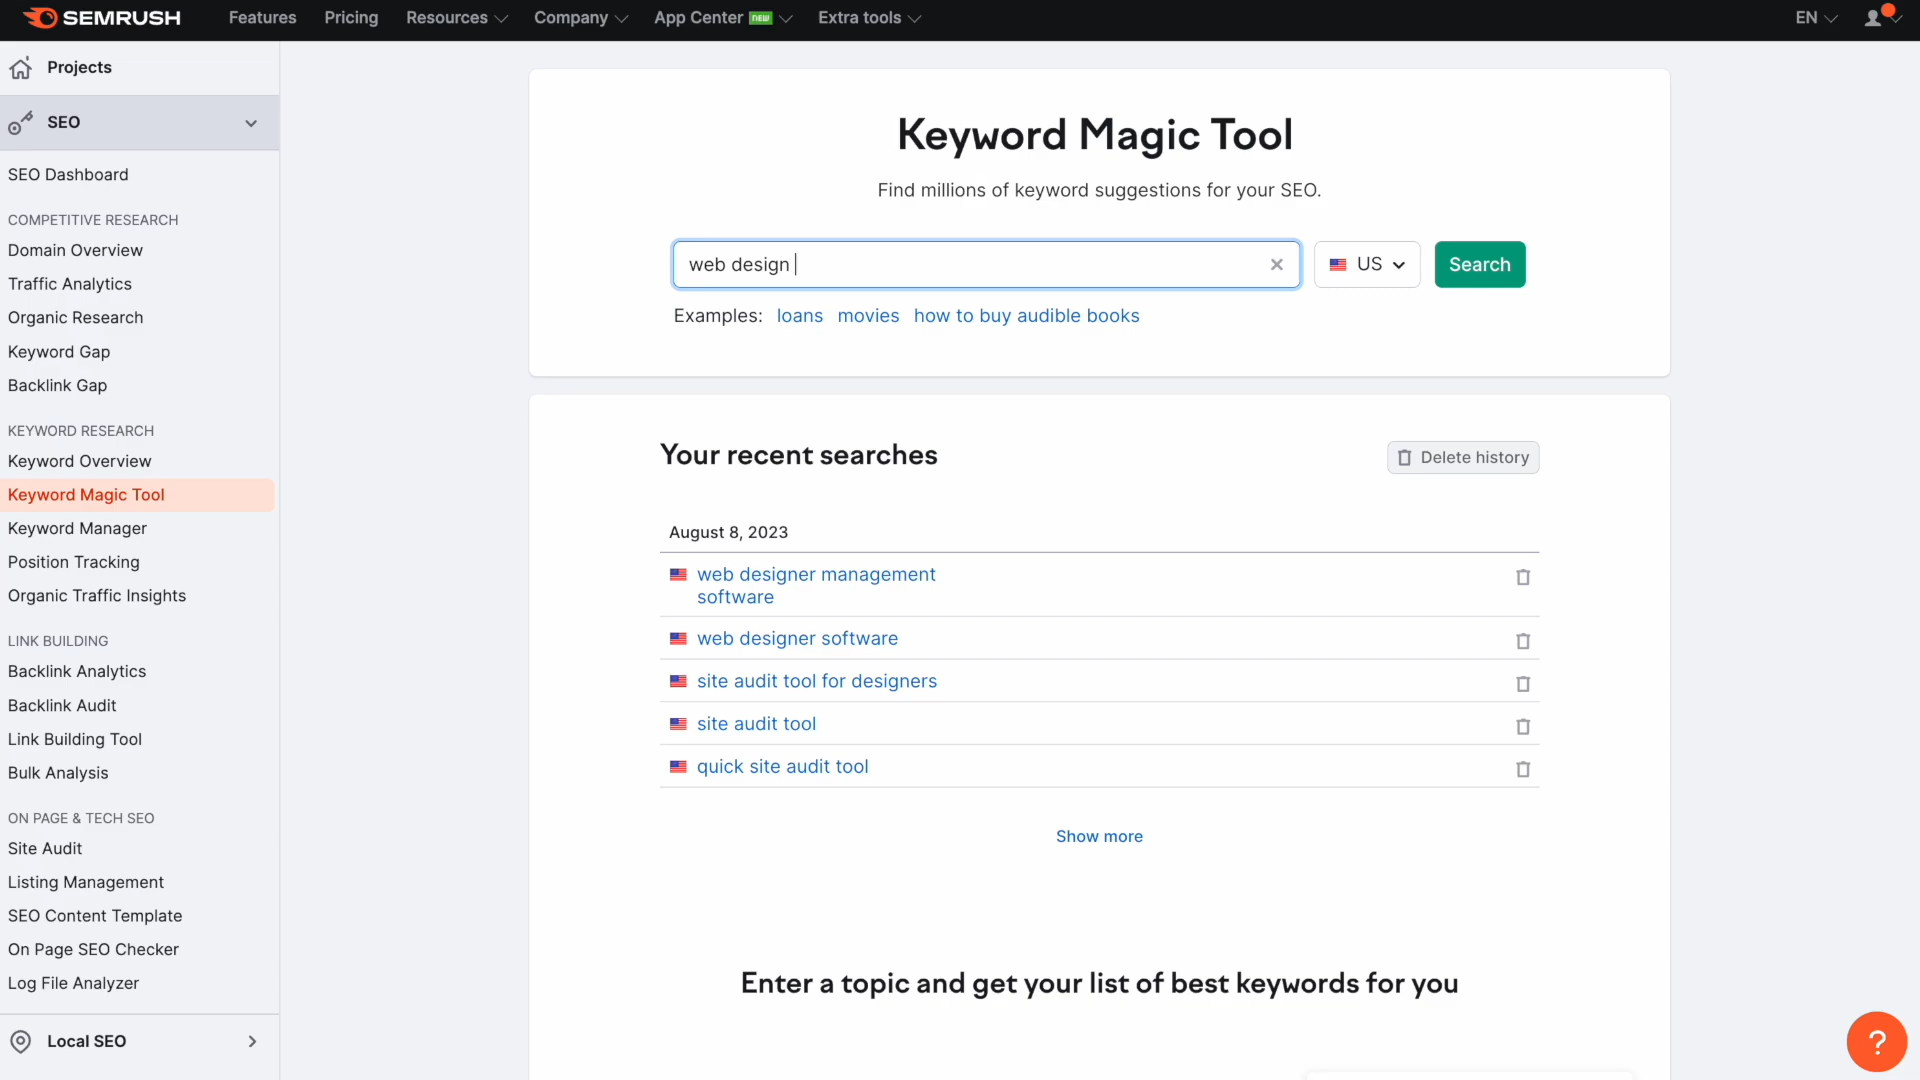 SEMRUSH Features Pricing Resources Company App Center NEW Extra tools EN
Projects
SEO
SEO Dashboard
COMPETITIVE RESEARCH
Domain Overview
Traffic Analytics
Organic Research
Keyword Gap
Backlink Gap
KEYWORD RESEARCH
Keyword Overview
Keyword Magic Tool
Keyword Manager
Position Tracking
Organic Traffic Insights
LINK BUILDING
Backlink Analytics
Backlink Audit
Link Building Tool
Bulk Analysis
ON PAGE & TECH SEO
Site Audit
Listing Management
SEO Content Template
On Page SEO Checker
Log File Analyzer
Local SEO
Keyword Magic Tool
Find millions of keyword suggestions for your SEO.
web design
US
Search
Examples: loans movies how to buy audible books
Your recent searches
Delete history
August 8, 2023
web designer management
software
web designer software
site audit tool for designers
site audit tool
quick site audit tool
Show more
Enter a topic and get your list of best keywords for you
?